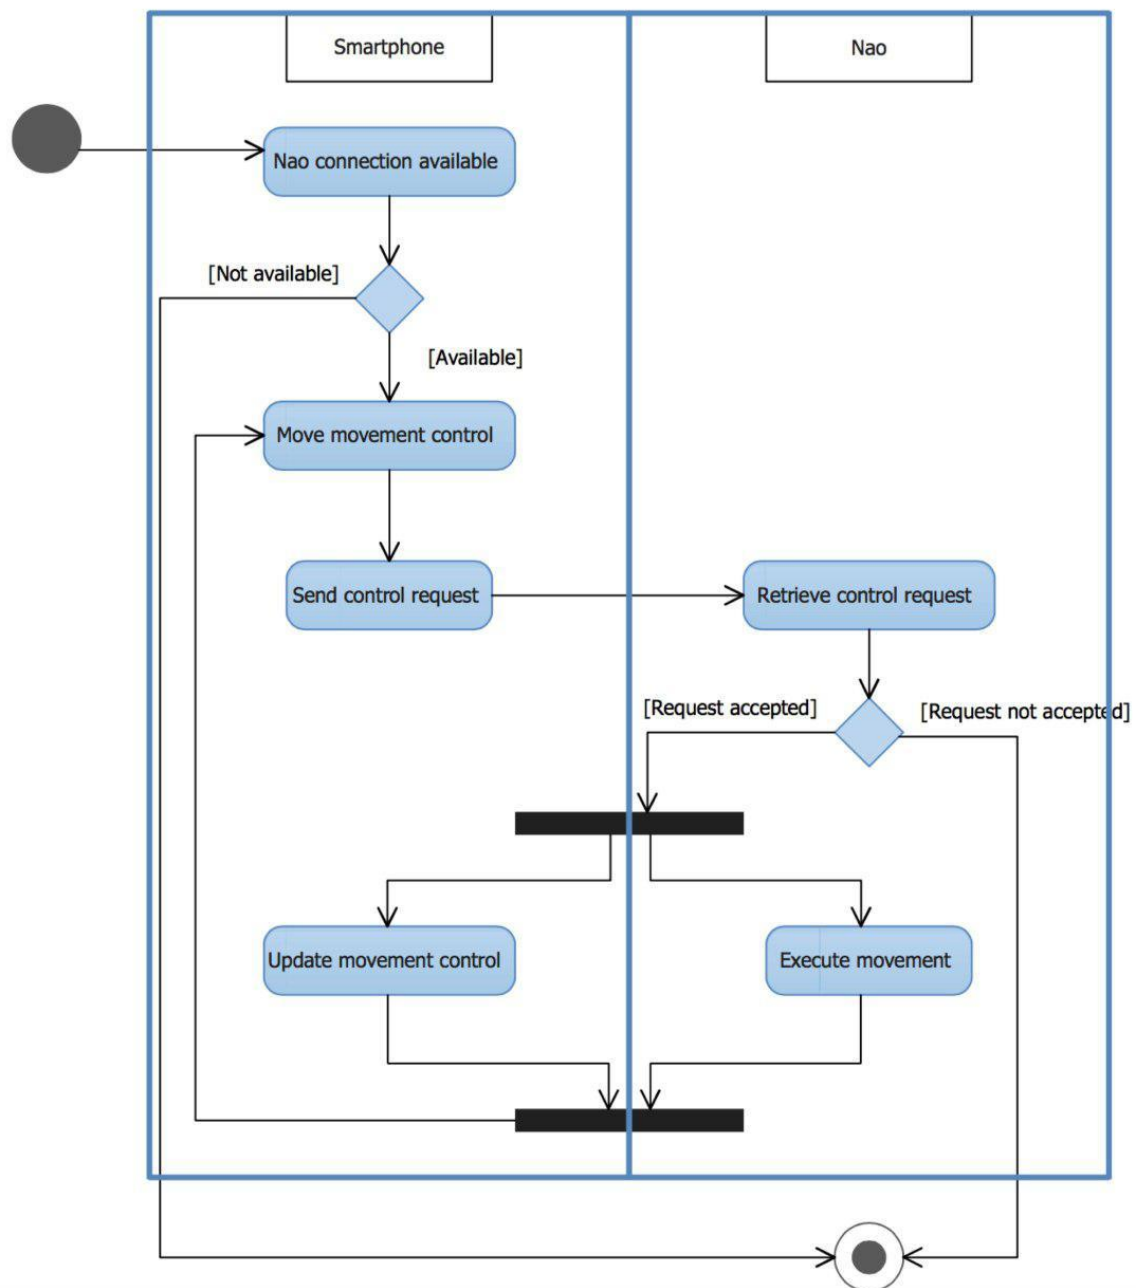 Smartphone
Nao
Nao connection available
[Not available]
[Available]
Move movement control
Send control request
Retrieve control request
[Request accepted]
[Request not accepted]
Update movement control
Execute movement